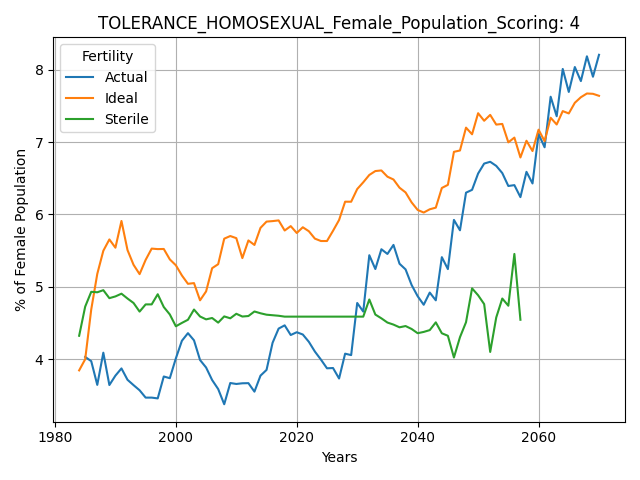 TOLERANCE_HOMOSEXUAL_Female_Population_Scoring: 4
Fertility
Actual
Ideal
Sterile
% of Female Population
8
7
6
5
4
1980 2000 2020 2040 2060
Years